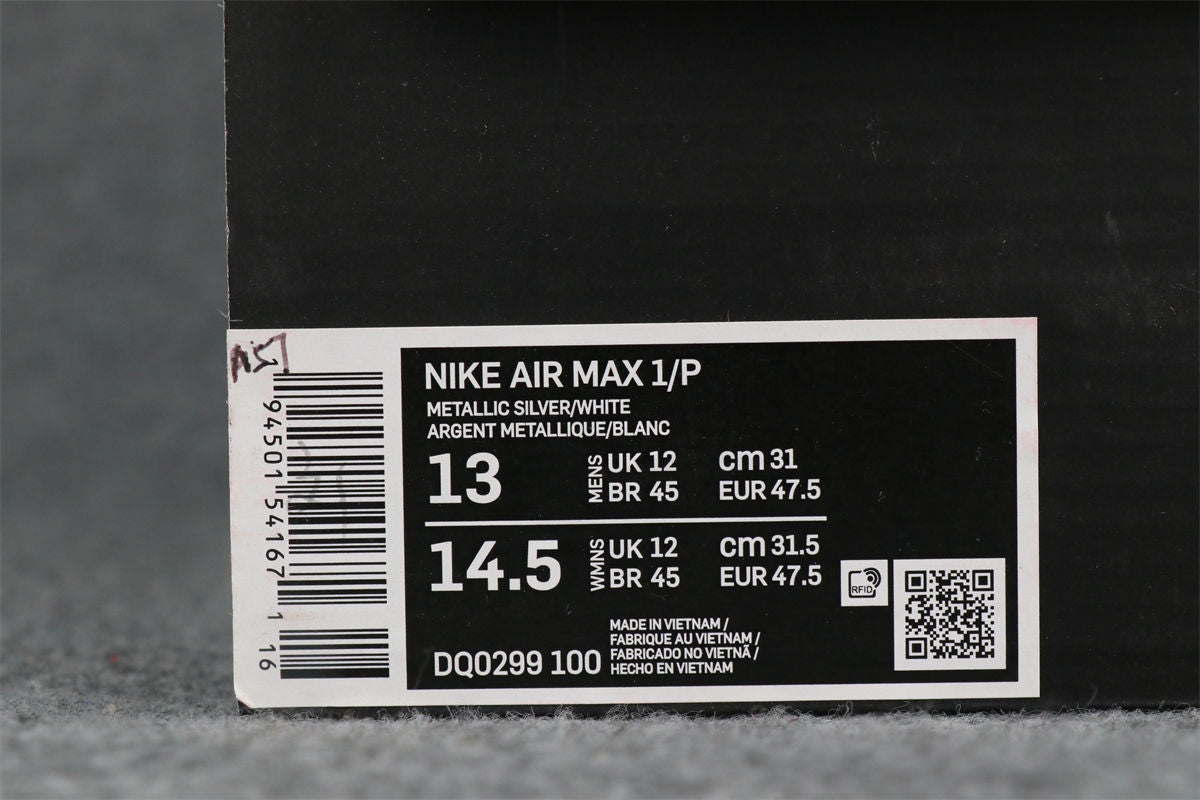 94501 54167 1 16
NIKE AIR MAX 1/P
METALLIC SILVER/WHITE
ARGENT METALLIQUE/BLANC
13 MENS UK 12 cm 31
BR 45 EUR 47.5
14.5 WMNS UK 12 cm 31.5
BR 45 EUR 47.5
RFID
MADE IN VIETNAM /
FABRIQUE AU VIETNAM /
FABRICADO NO VIETNÃ /
DQ0299 100 HECHO EN VIETNAM